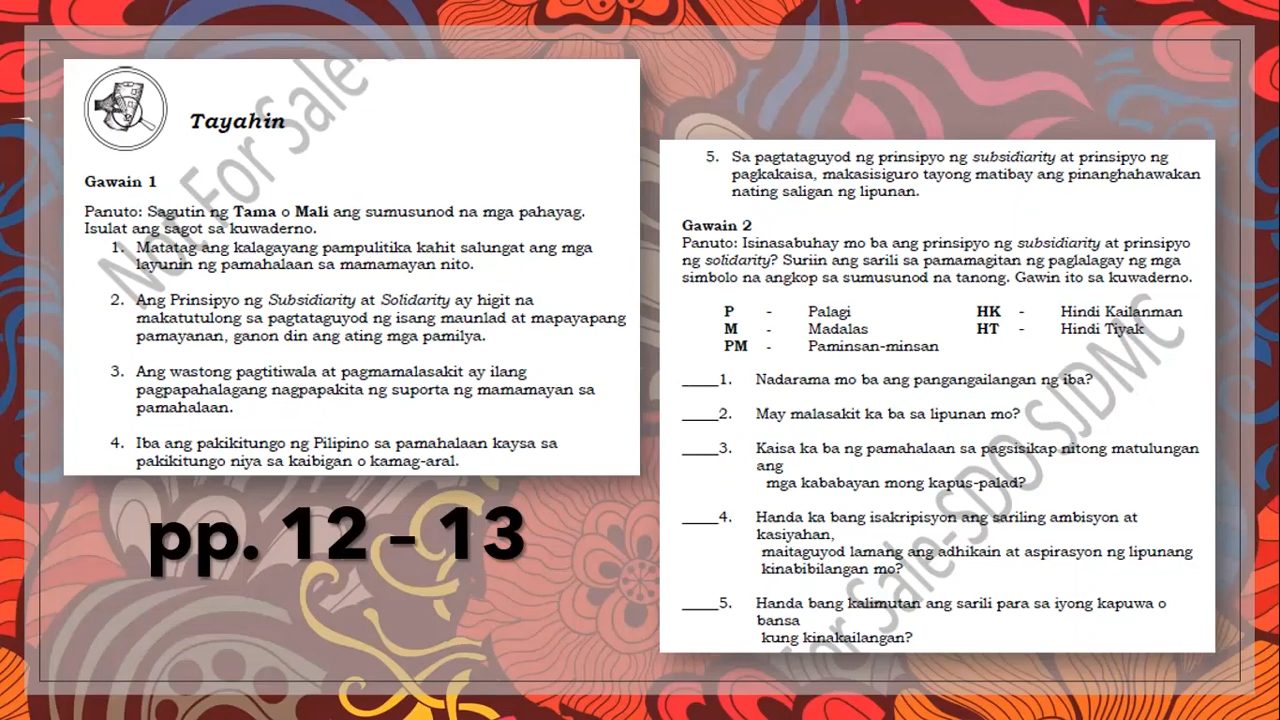 Tayahin
Gawain 1
Panuto: Sagutin ng Tama o Mali ang sumusunod na mga pahayag.
Isulat ang sagot sa kuwaderno.
1. Matatag ang kalagayang pampulitika kahit salungat ang mga
layunin ng pamahalaan sa mamamayan nito.
2. Ang Prinsipyo ng Subsidiarity at Solidarity ay higit na
makatutulong sa pagtataguyod ng isang maunlad at mapayapang
pamayanan, ganon din ang ating mga pamilya.
3. Ang wastong pagtitiwala at pagmamalasakit ay ilang
pagpapahalagang nagpapakita ng suporta ng mamamayan sa
pamahalaan.
4. Iba ang pakikitungo ng Pilipino sa pamahalaan kaysa sa
pakikitungo niya sa kaibigan o kamag-aral.
Not For Sale-
pp. 12 – 13
5. Sa pagtataguyod ng prinsipyo ng subsidiarity at prinsipyo ng
pagkakaisa, makasisiguro tayong matibay ang pinanghahawakan
nating saligan ng lipunan.
Gawain 2
Panuto: Isinasabuhay mo ba ang prinsipyo ng subsidiarity at prinsipyo
ng solidarity? Suriin ang sarili sa pamamagitan ng paglalagay ng mga
simbolo na angkop sa sumusunod na tanong. Gawin ito sa kuwaderno.
P - Palagi HK - Hindi Kailanman
M - Madalas HT - Hindi Tiyak
PM - Paminsan-minsan
_____1. Nadarama mo ba ang pangangailangan ng iba?
_____2. May malasakit ka ba sa lipunan mo?
_____3. Kaisa ka ba ng pamahalaan sa pagsisikap nitong matulungan
ang
mga kababayan mong kapus-palad?
_____4. Handa ka bang isakripisyon ang sariling ambisyon at
kasiyahan,
maitaguyod lamang ang adhikain at aspirasyon ng lipunang
kinabibilangan mo?
_____5. Handa bang kalimutan ang sarili para sa iyong kapuwa o
bansa
kung kinakailangan?
For Sale-SDO SJDMC